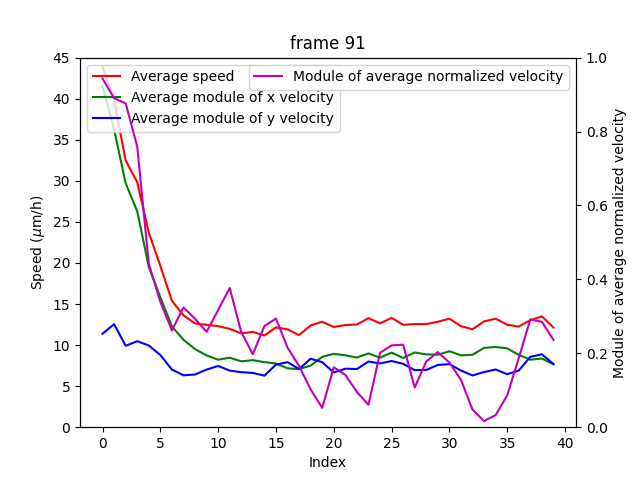 frame 91
Average speed
Average module of x velocity
Average module of y velocity
Module of average normalized velocity
Speed (μm/h)
45
40
35
30
25
20
15
10
5
0
1.0
0.8
0.6
0.4
0.2
0.0
Module of average normalized velocity
0 5 10 15 20 25 30 35 40
Index